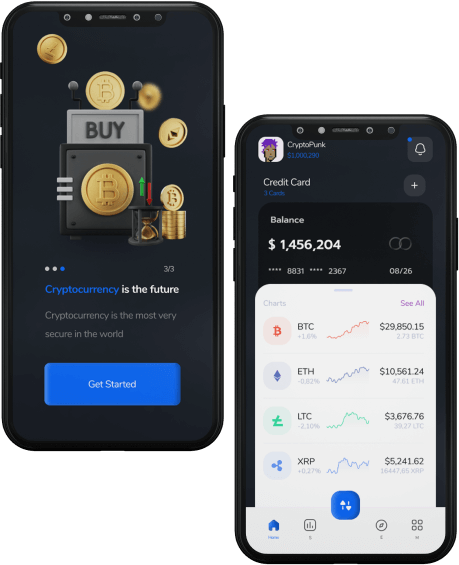 BUY
3/3
Cryptocurrency is the future
Cryptocurrency is the most very
secure in the world
Get Started
CryptoPunk
Credit Card
3 Cards
Balance
$ 1,456,204
**** 8831 **** 2367
08/26
Charts
See All
BTC
+1.6%
$29,850.15
2.73 BTC
ETH
-0.82%
$10,561.24
47.61 ETH
LTC
-2.10%
$3,676.76
39.27 LTC
XRP
+0.27%
$5,241.62
16447.65 XRP
Home